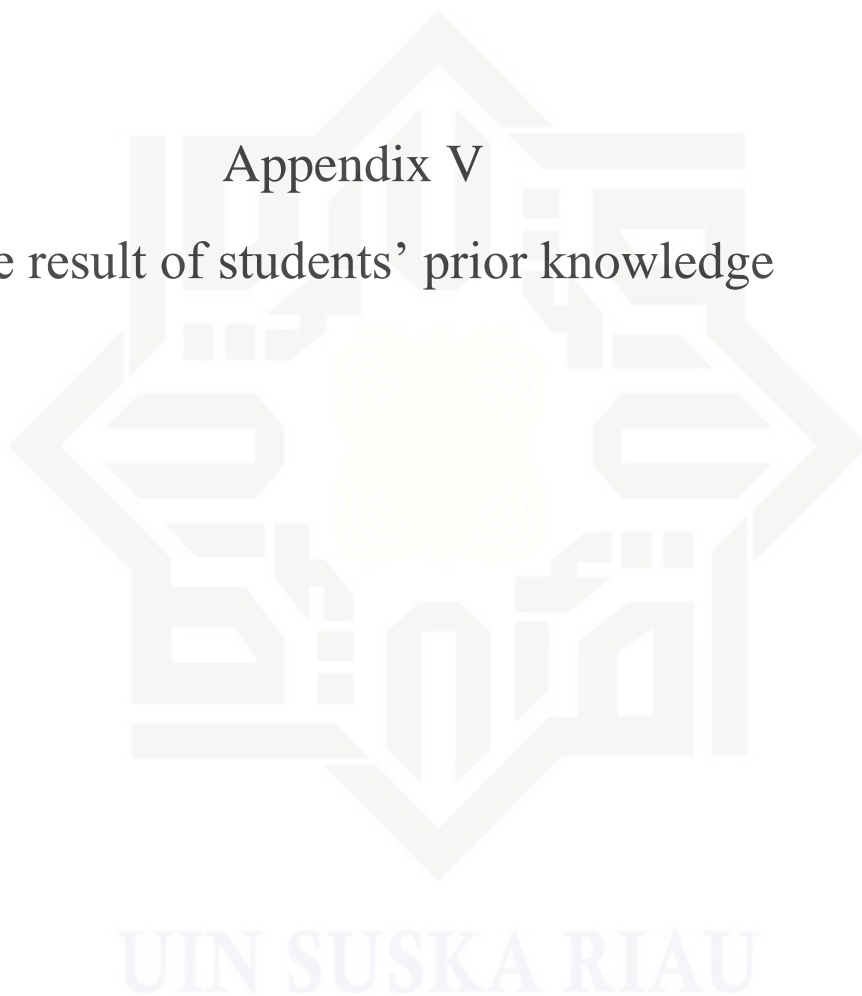 Appendix V
e result of students’ prior knowledge
UIN SUSKA RIAU